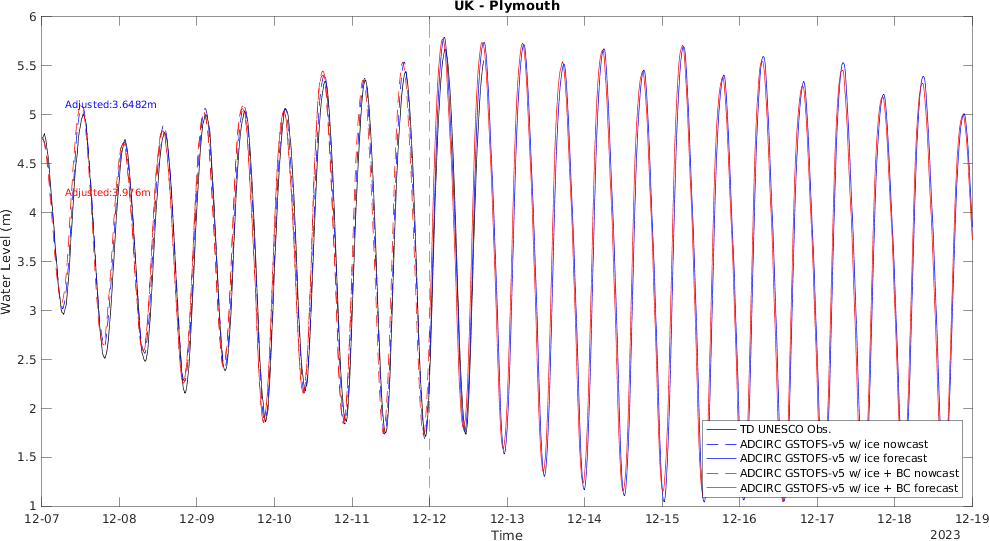 UK - Plymouth
6
5.5
5
4.5
4
3.5
3
2.5
2
1.5
1
Water Level (m)
Adjusted:3.6482m
Adjusted:3.976m
TD UNESCO Obs.
ADCIRC GSTOFS-v5 w/ ice nowcast
ADCIRC GSTOFS-v5 w/ ice forecast
ADCIRC GSTOFS-v5 w/ ice + BC nowcast
ADCIRC GSTOFS-v5 w/ ice + BC forecast
12-07 12-08 12-09 12-10 12-11 12-12 12-13 12-14 12-15 12-16 12-17 12-18 12-19
Time
2023